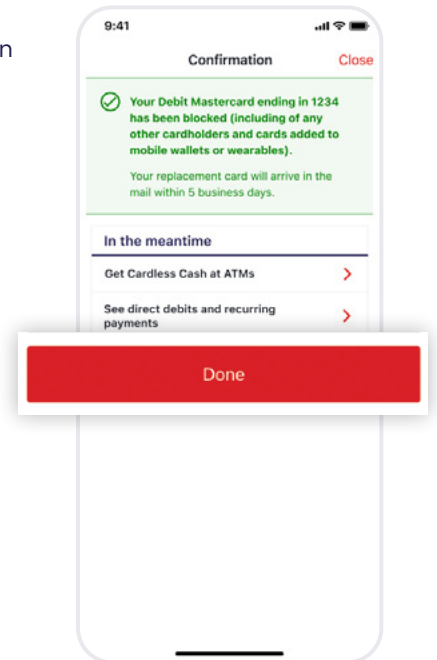 n
9:41
Confirmation
Close
Your Debit Mastercard ending in 1234
has been blocked (including of any
other cardholders and cards added to
mobile wallets or wearables).
Your replacement card will arrive in the
mail within 5 business days.
In the meantime
Get Cardless Cash at ATMs
See direct debits and recurring
payments
Done